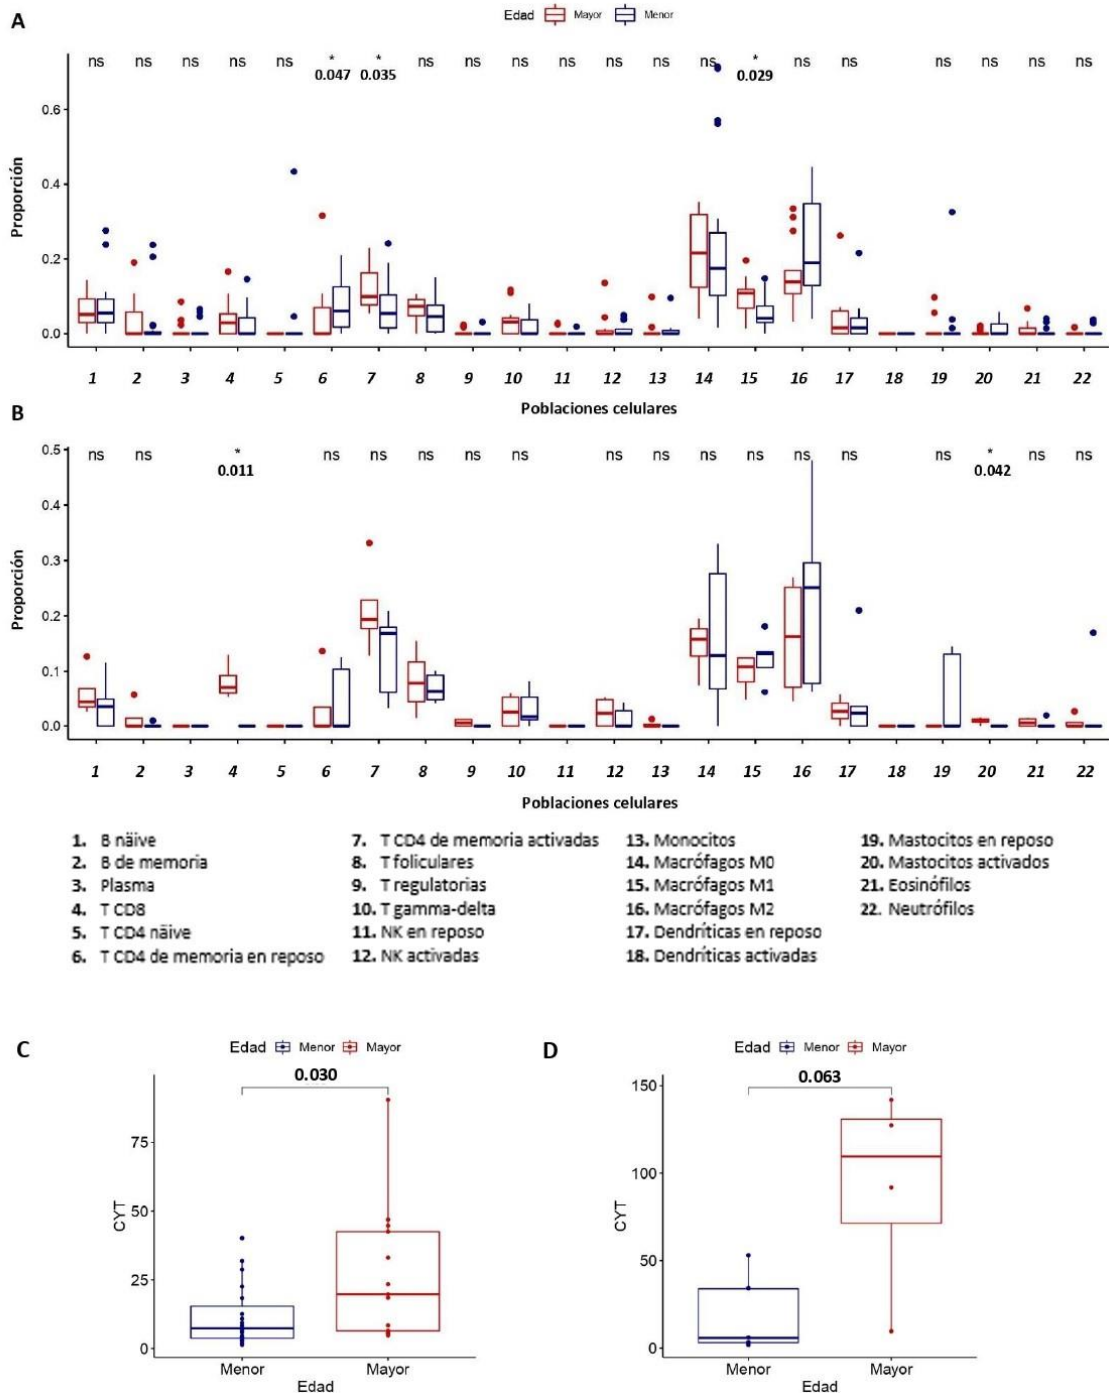 A
Edad Mayor Menor
ns ns ns ns ns * * ns ns ns ns ns ns ns * ns ns ns ns ns ns
0.047 0.035 0.029
Proporción
0.6
0.4
0.2
0.0
1 2 3 4 5 6 7 8 9 10 11 12 13 14 15 16 17 18 19 20 21 22
Poblaciones celulares
B
0.5
ns ns * ns ns ns ns ns ns ns ns ns ns ns ns * ns ns
0.011 0.042
Proporción
0.4
0.3
0.2
0.1
0.0
1 2 3 4 5 6 7 8 9 10 11 12 13 14 15 16 17 18 19 20 21 22
Poblaciones celulares
1. B näive
2. B de memoria
3. Plasma
4. T CD8
5. T CD4 näive
6. T CD4 de memoria en reposo
7. T CD4 de memoria activadas
8. T foliculares
9. T regulatorias
10. T gamma-delta
11. NK en reposo
12. NK activadas
13. Monocitos
14. Macrófagos M0
15. Macrófagos M1
16. Macrófagos M2
17. Dendríticas en reposo
18. Dendríticas activadas
19. Mastocitos en reposo
20. Mastocitos activados
21. Eosinófilos
22. Neutrófilos
C
Edad Menor Mayor
0.030
CYT
75
50
25
0
Menor Mayor
Edad
D
Edad Menor Mayor
0.063
CYT
150
100
50
0
Menor Mayor
Edad